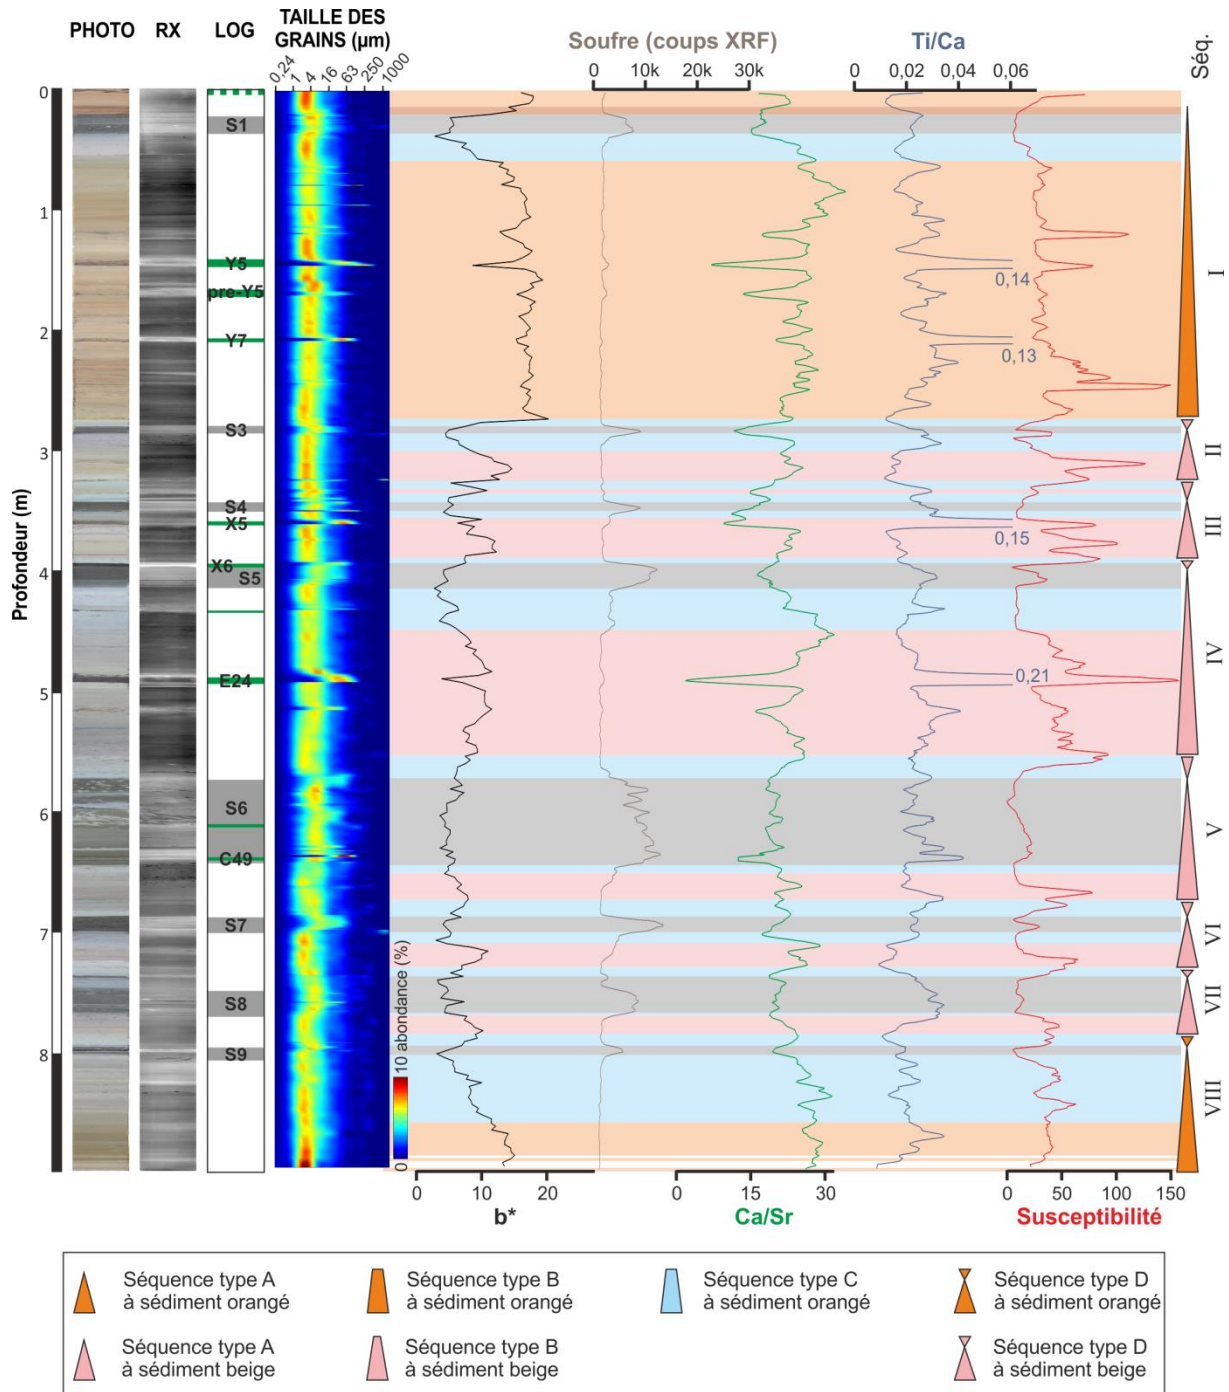 PHOTO RX LOG TAILLE DES
GRAINS (µm)
0,24 1 4 16 63 250 1000
Soufre (coups XRF)
0 10k 20k 30k
Ti/Ca
0 0,02 0,04 0,06
Séq.
Profondeur (m)
0
1
2
3
4
5
6
7
8
S1
Y5
pre-Y5
Y7
S3
S4
X5
X6
S5
E24
S6
C49
S7
S8
S9
0,14
0,13
0,15
0,21
I
II
III
IV
V
VI
VII
VIII
0 abondance (%) 10
0 10 20
b*
0 10 20 30
Ca/Sr
0 50 100 150
Susceptibilité
Séquence type A
à sédiment orangé
Séquence type B
à sédiment orangé
Séquence type C
à sédiment orangé
Séquence type D
à sédiment orangé
Séquence type A
à sédiment beige
Séquence type B
à sédiment beige
Séquence type D
à sédiment beige